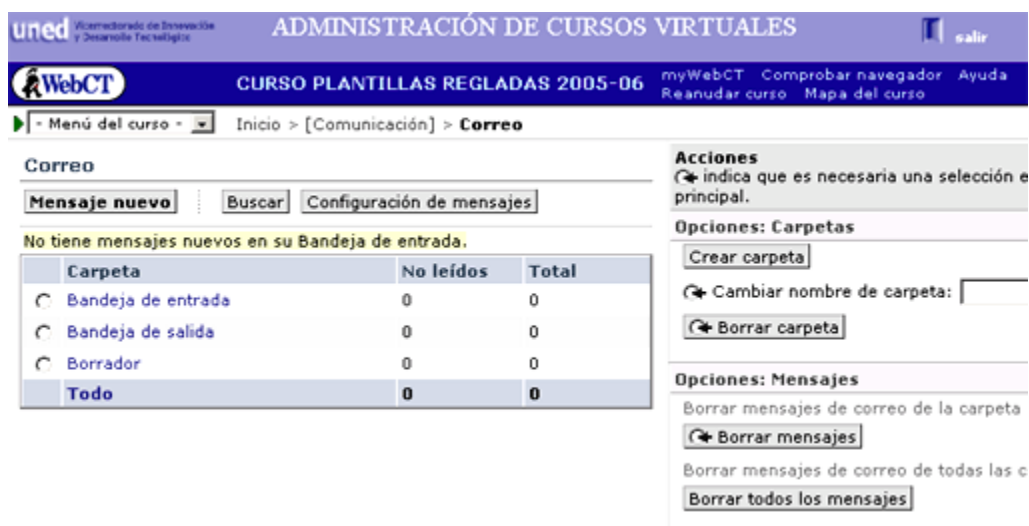 uned Vicerrectorado de Innovación
y Desarrollo Tecnológico
ADMINISTRACIÓN DE CURSOS VIRTUALES
salir
WebCT
CURSO PLANTILLAS REGLADAS 2005-06
myWebCT Comprobar navegador Ayuda
Reanudar curso Mapa del curso
- Menú del curso -
Inicio > [Comunicación] > Correo
Correo
Mensaje nuevo Buscar Configuración de mensajes
No tiene mensajes nuevos en su Bandeja de entrada.
Carpeta No leídos Total
Bandeja de entrada 0 0
Bandeja de salida 0 0
Borrador 0 0
Todo 0 0
Acciones
indica que es necesaria una selección e
principal.
Opciones: Carpetas
Crear carpeta
Cambiar nombre de carpeta:
Borrar carpeta
Opciones: Mensajes
Borrar mensajes de correo de la carpeta
Borrar mensajes
Borrar mensajes de correo de todas las c
Borrar todos los mensajes